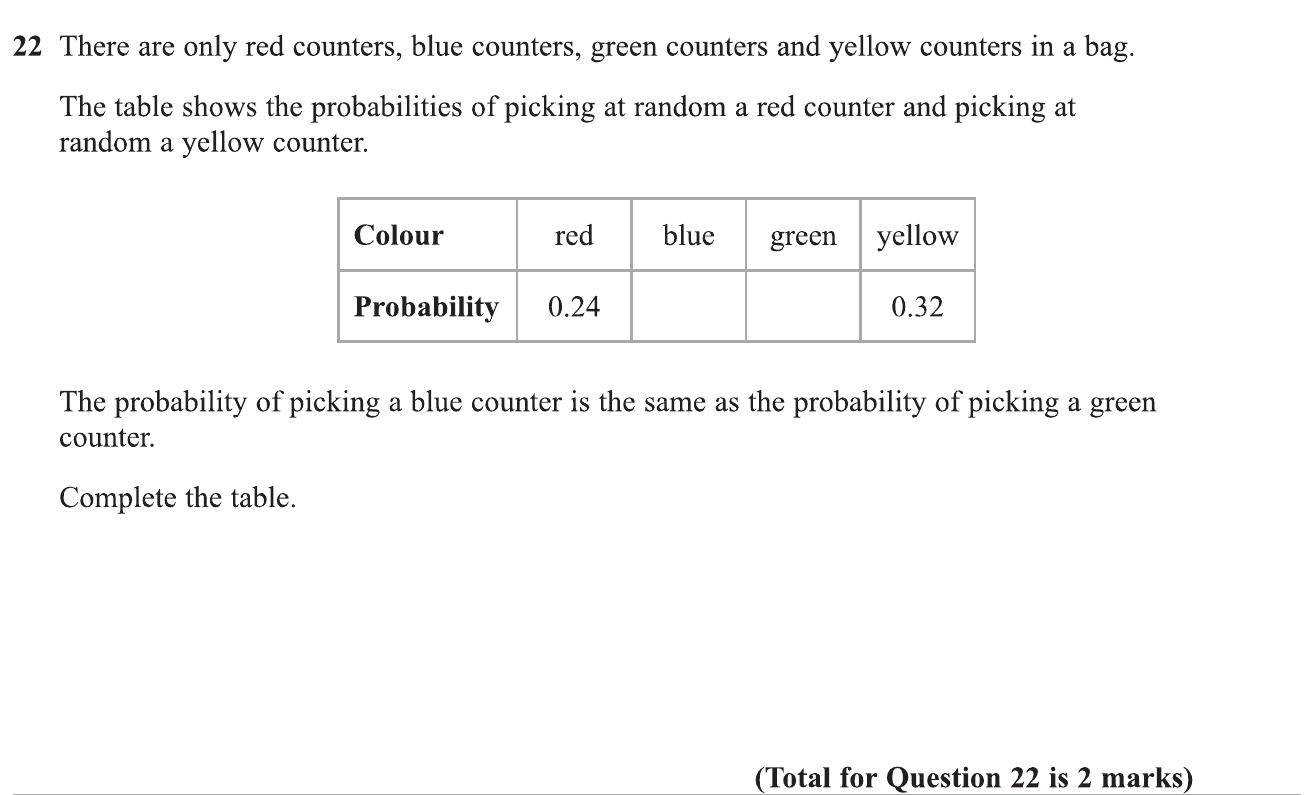 22 There are only red counters, blue counters, green counters and yellow counters in a bag.
The table shows the probabilities of picking at random a red counter and picking at
random a yellow counter.
Colour red blue green yellow
Probability 0.24 0.32
The probability of picking a blue counter is the same as the probability of picking a green
counter.
Complete the table.
(Total for Question 22 is 2 marks)